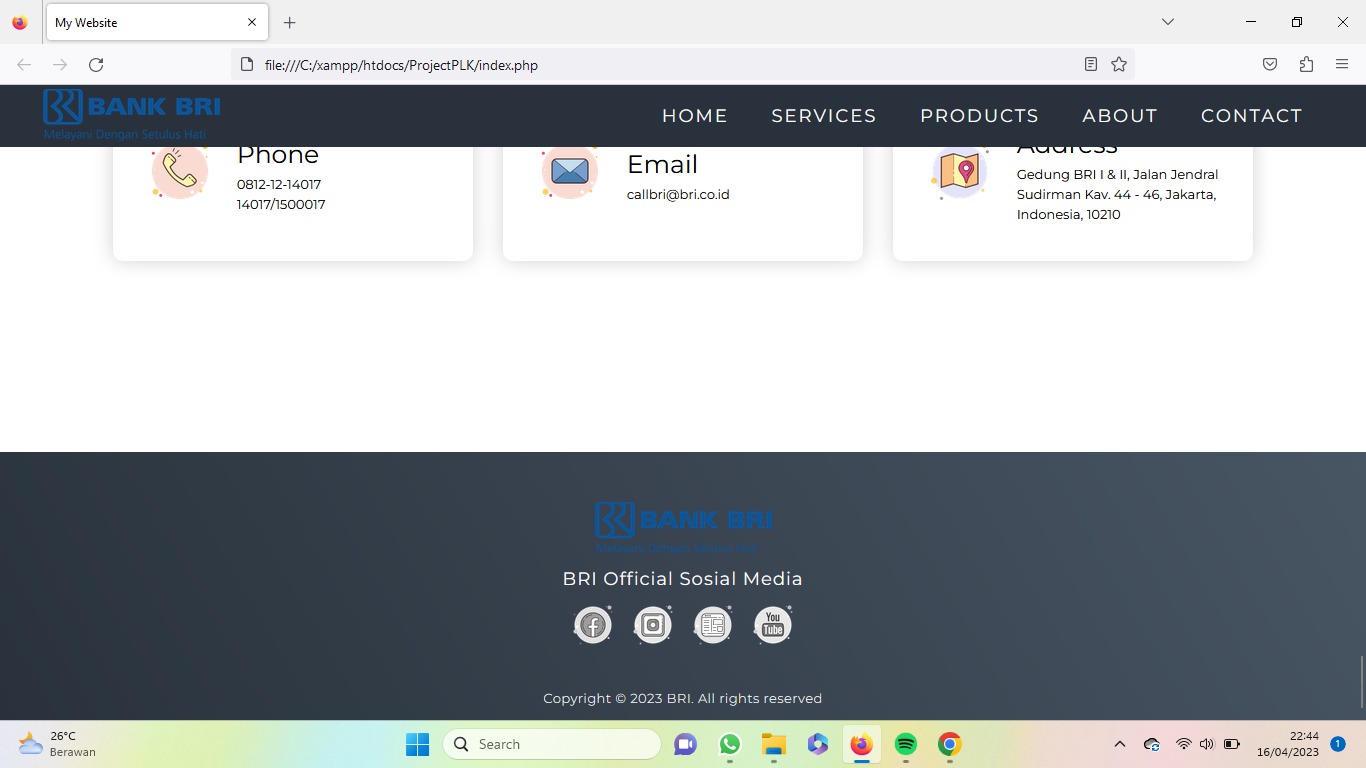 My Website
file:///C:/xampp/htdocs/ProjectPLK/index.php
BANK BRI
Melayani Dengan Setulus Hati
HOME
SERVICES
PRODUCTS
ABOUT
CONTACT
Phone
0812-12-14017
14017/1500017
Email
callbri@bri.co.id
Address
Gedung BRI I & II, Jalan Jendral
Sudirman Kav. 44 - 46, Jakarta,
Indonesia, 10210
BANK BRI
Melayani Dengan Setulus Hati
BRI Official Sosial Media
You
Tube
Copyright © 2023 BRI. All rights reserved
26°C
Berawan
Search
22:44
16/04/2023
1